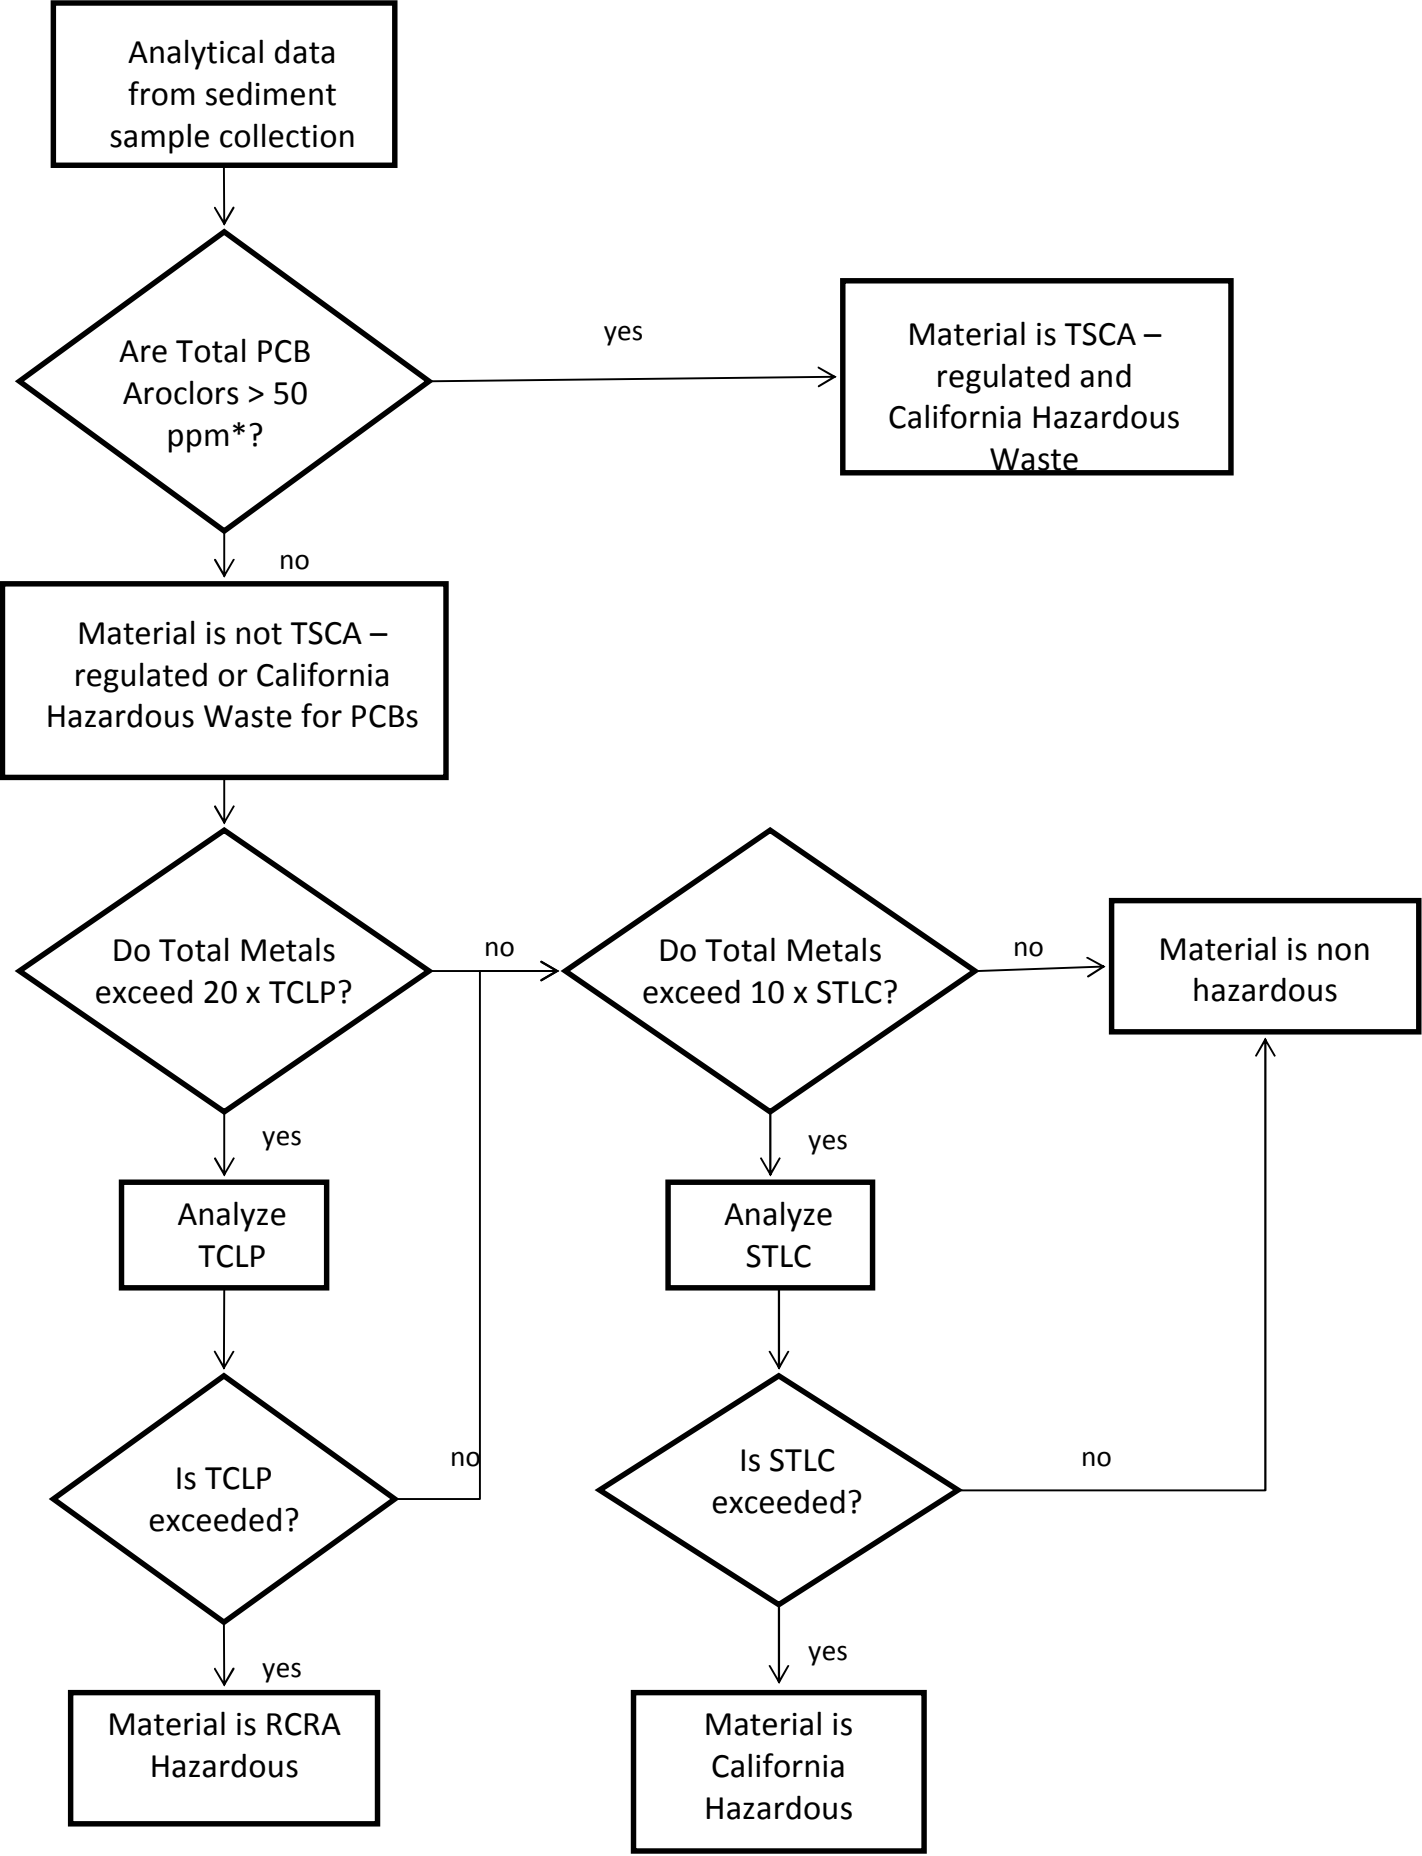 Analytical data
from sediment
sample collection
Are Total PCB
Aroclors > 50
ppm*?
yes
Material is TSCA –
regulated and
California Hazardous
Waste
no
Material is not TSCA –
regulated or California
Hazardous Waste for PCBs
Do Total Metals
exceed 20 x TCLP?
no
Do Total Metals
exceed 10 x STLC?
no
Material is non
hazardous
yes
Analyze
TCLP
yes
Analyze
STLC
Is TCLP
exceeded?
no
Is STLC
exceeded?
no
yes
Material is RCRA
Hazardous
yes
Material is
California
Hazardous